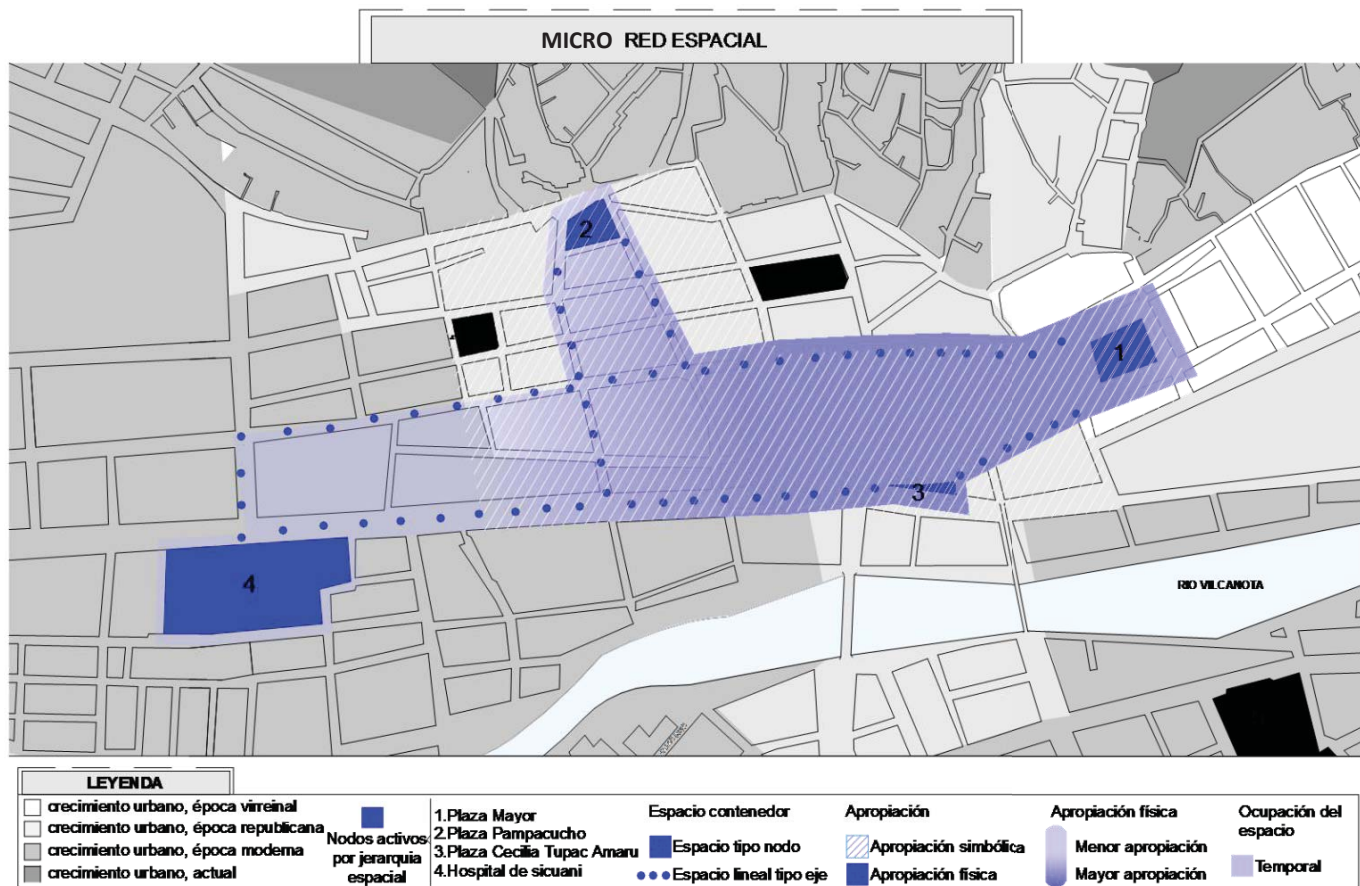 MICRO RED ESPACIAL
2
1
3
4
RIO VILCANOTA
LEYENDA
crecimiento urbano, época virreinal
crecimiento urbano, época republicana
crecimiento urbano, época moderna
crecimiento urbano, actual
Nodos activos
por jerarquia
espacial
1.Plaza Mayor
2.Plaza Pampacucho
3.Plaza Cecilia Tupac Amaru
4.Hospital de sicuani
Espacio contenedor
Espacio tipo nodo
Espacio lineal tipo eje
Apropiación
Apropiación simbólica
Apropiación física
Apropiación física
Menor apropiación
Mayor apropiación
Ocupación del
espacio
Temporal